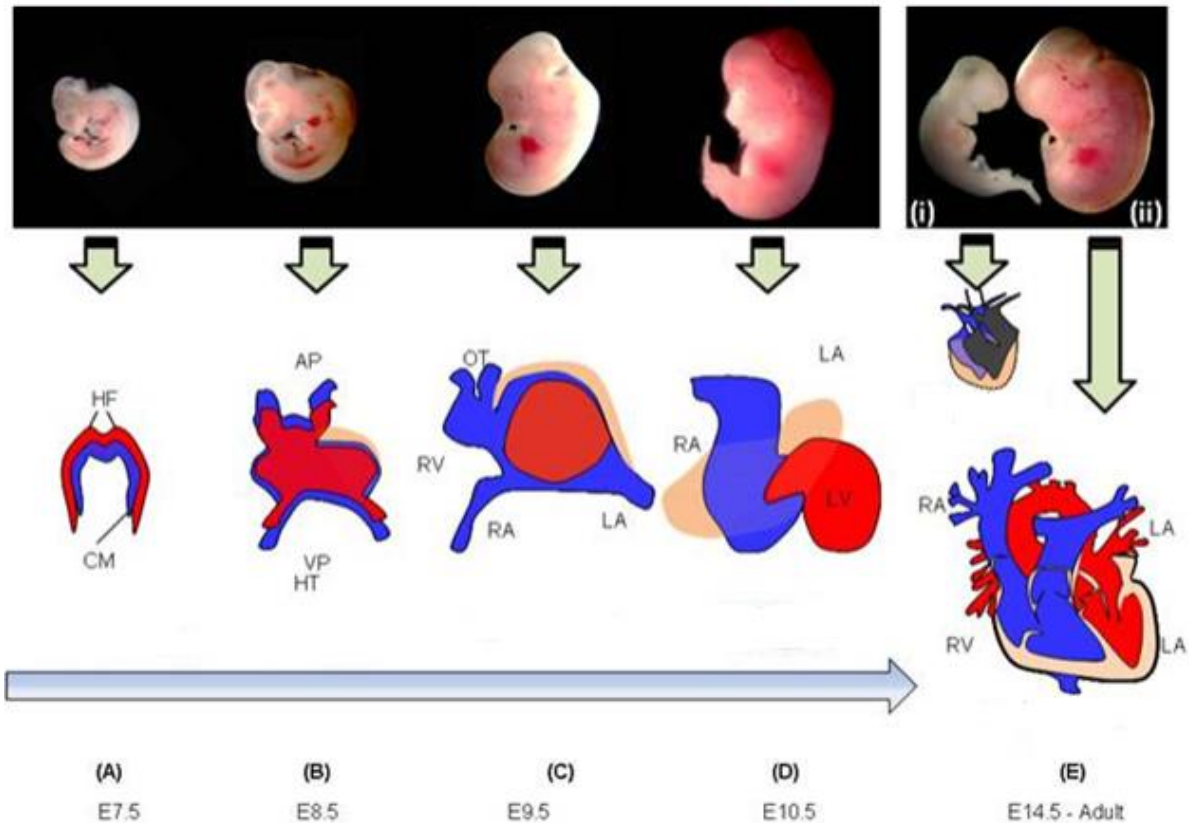 (i)
(ii)
AP
OT
LA
HF
RA
RV
LV
RA
LA
RA
LA
CM
VP
HT
RV
LA
(A)
(B)
(C)
(D)
(E)
E7.5
E8.5
E9.5
E10.5
E14.5 - Adult